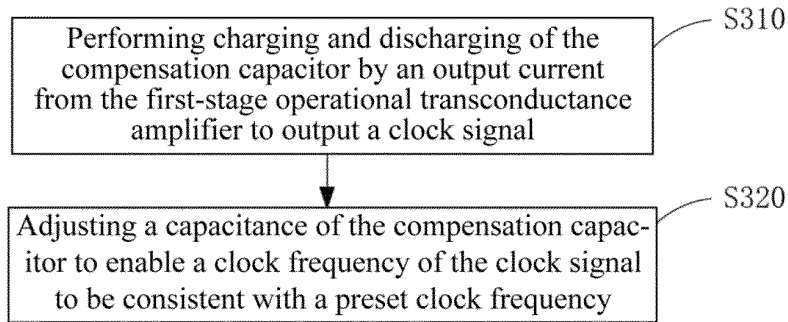 S310
Performing charging and discharging of the
compensation capacitor by an output current
from the first-stage operational transconductance
amplifier to output a clock signal
S320
Adjusting a capacitance of the compensation capac-
itor to enable a clock frequency of the clock signal
to be consistent with a preset clock frequency